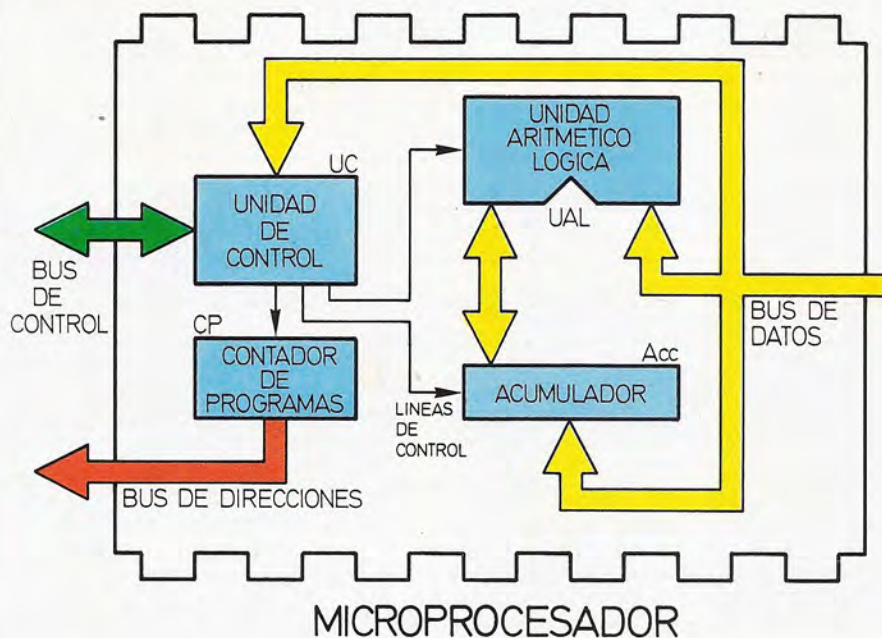 UNIDAD
ARITMETICO
LOGICA
UAL
UC
UNIDAD
DE
CONTROL
BUS
DE
CONTROL
CP
CONTADOR
DE
PROGRAMAS
BUS DE
DATOS
Acc
ACUMULADOR
LINEAS
DE
CONTROL
BUS DE DIRECCIONES
MICROPROCESADOR